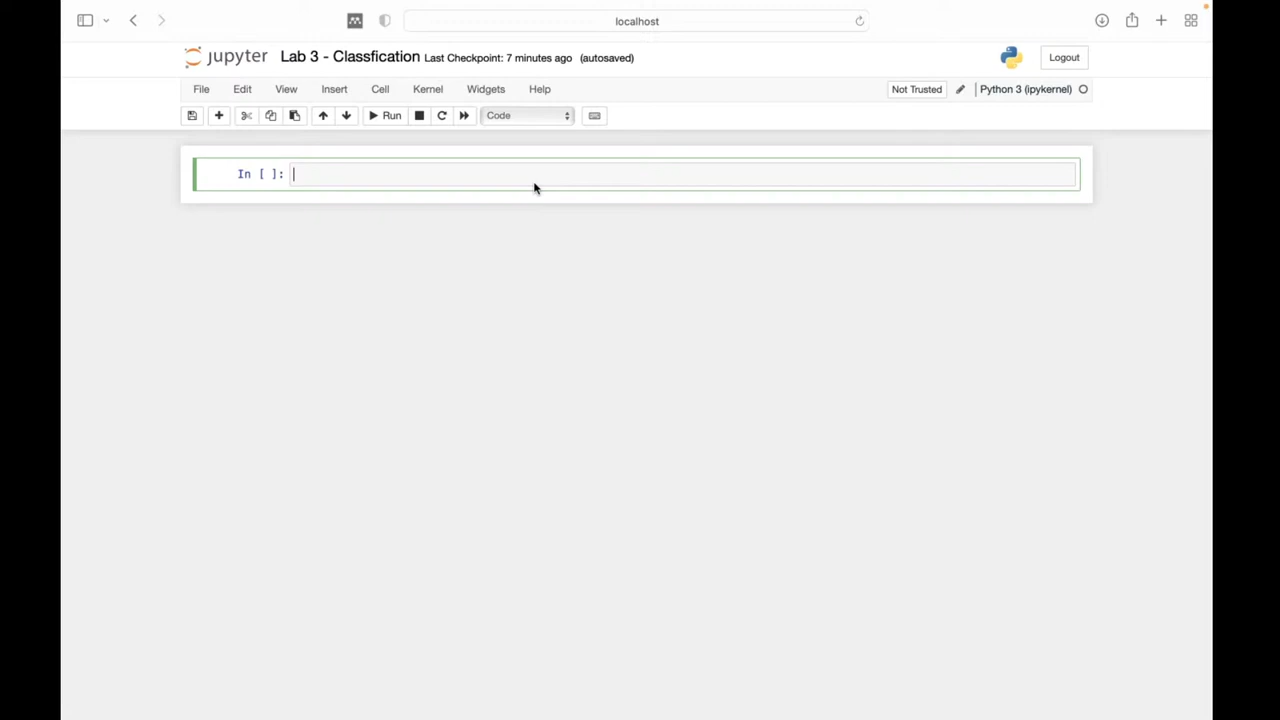 localhost
jupyter Lab 3 - Classfication Last Checkpoint: 7 minutes ago (autosaved)
Logout
File Edit View Insert Cell Kernel Widgets Help
Not Trusted
Python 3 (ipykernel)
Run
Code
In [ ]: